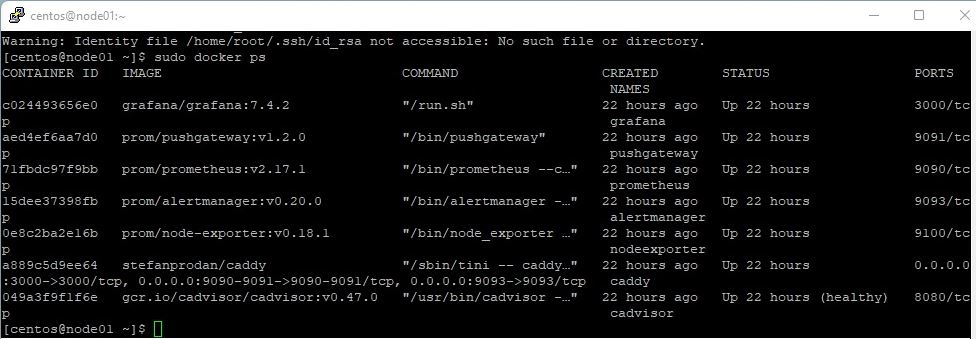 centos@node01:~
Warning: Identity file /home/root/.ssh/id_rsa not accessible: No such file or directory.
[centos@node01 ~]$ sudo docker ps
CONTAINER ID   IMAGE                              COMMAND                  CREATED        STATUS                  PORTS
                                                                            NAMES
c024493656e0   grafana/grafana:7.4.2              "/run.sh"                22 hours ago   Up 22 hours             3000/tc
p                                                                           grafana
aed4ef6aa7d0   prom/pushgateway:v1.2.0            "/bin/pushgateway"       22 hours ago   Up 22 hours             9091/tc
p                                                                           pushgateway
71fbdc97f9bb   prom/prometheus:v2.17.1            "/bin/prometheus --c…"   22 hours ago   Up 22 hours             9090/tc
p                                                                           prometheus
15dee37398fb   prom/alertmanager:v0.20.0          "/bin/alertmanager -…"   22 hours ago   Up 22 hours             9093/tc
p                                                                           alertmanager
0e8c2ba2e16b   prom/node-exporter:v0.18.1         "/bin/node_exporter …"   22 hours ago   Up 22 hours             9100/tc
p                                                                           nodeexporter
a889c5d9ee64   stefanprodan/caddy                 "/sbin/tini -- caddy…"   22 hours ago   Up 22 hours             0.0.0.0
:3000->3000/tcp, 0.0.0.0:9090-9091->9090-9091/tcp, 0.0.0.0:9093->9093/tcp   caddy
049a3f9f1f6e   gcr.io/cadvisor/cadvisor:v0.47.0   "/usr/bin/cadvisor -…"   22 hours ago   Up 22 hours (healthy)   8080/tc
p                                                                           cadvisor
[centos@node01 ~]$